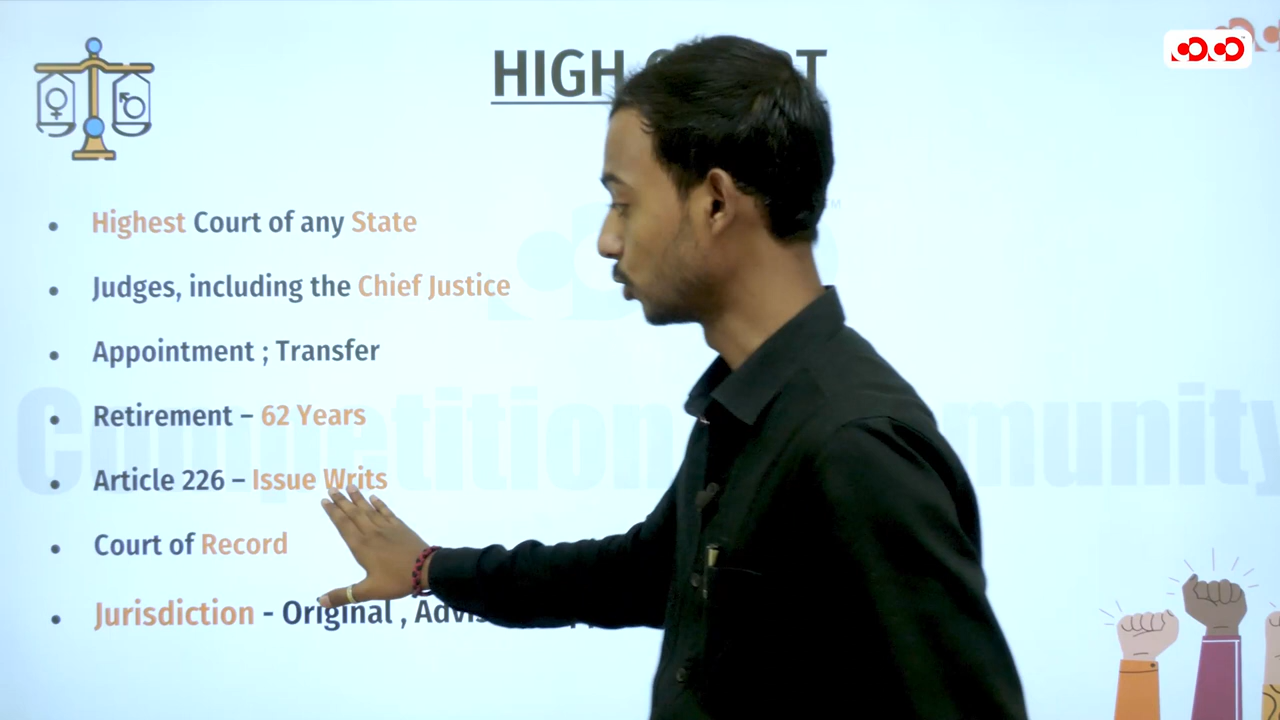 HIGH
• Highest Court of any State
• Judges, including the Chief Justice
• Appointment ; Transfer
• Retirement – 62 Years
• Article 226 – Issue Writs
• Court of Record
• Jurisdiction - Original ,